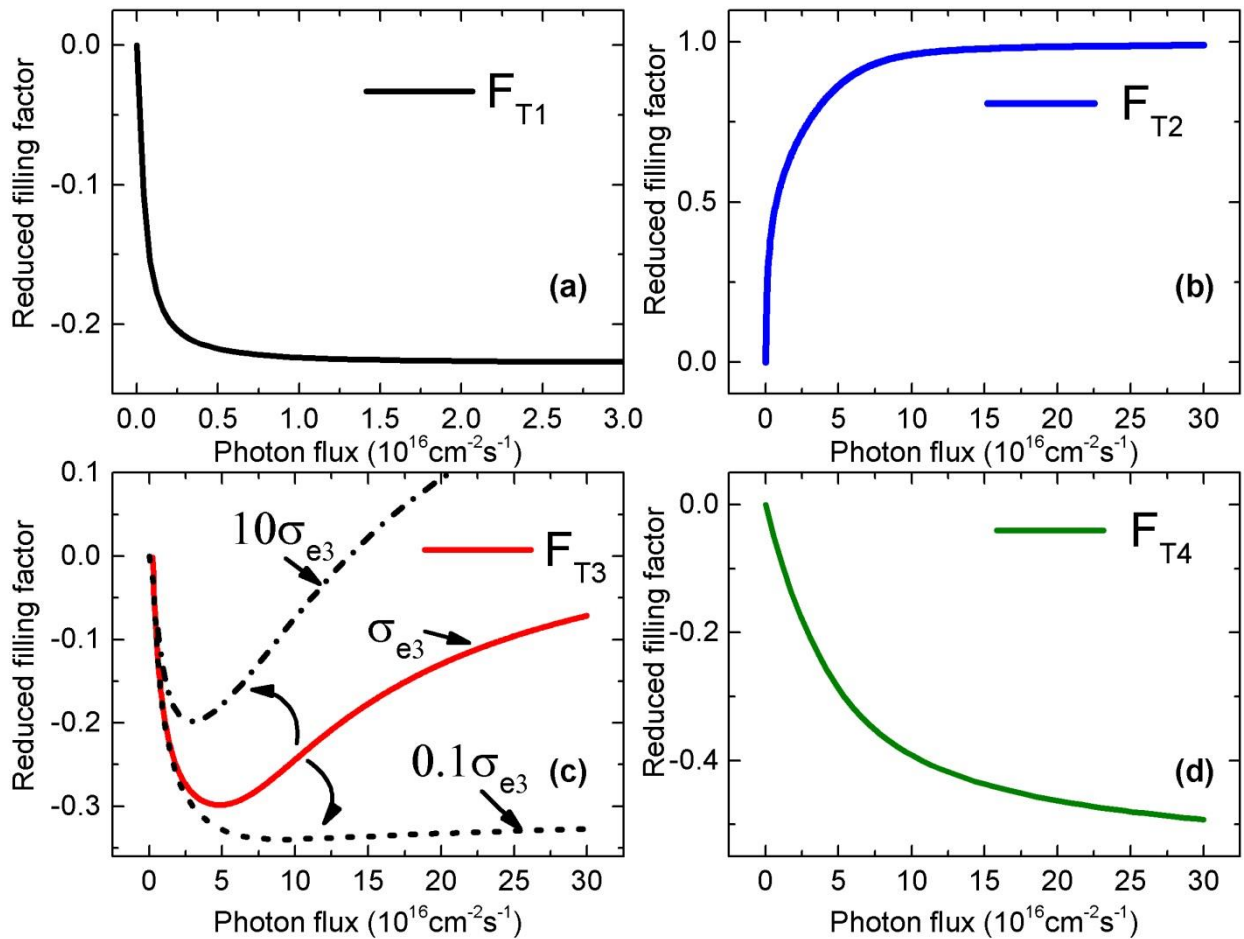 Reduced filling factor
0.0
-0.1
-0.2
F_T1
(a)
0.0 0.5 1.0 1.5 2.0 2.5 3.0
Photon flux (10^16cm^-2s^-1)
Reduced filling factor
1.0
0.5
0.0
F_T2
(b)
0 5 10 15 20 25 30
Photon flux (10^16cm^-2s^-1)
Reduced filling factor
0.1
0.0
-0.1
-0.2
-0.3
10σ_e3
F_T3
σ_e3
0.1σ_e3
(c)
0 5 10 15 20 25 30
Photon flux (10^16cm^-2s^-1)
Reduced filling factor
0.0
-0.2
-0.4
F_T4
(d)
0 5 10 15 20 25 30
Photon flux (10^16cm^-2s^-1)